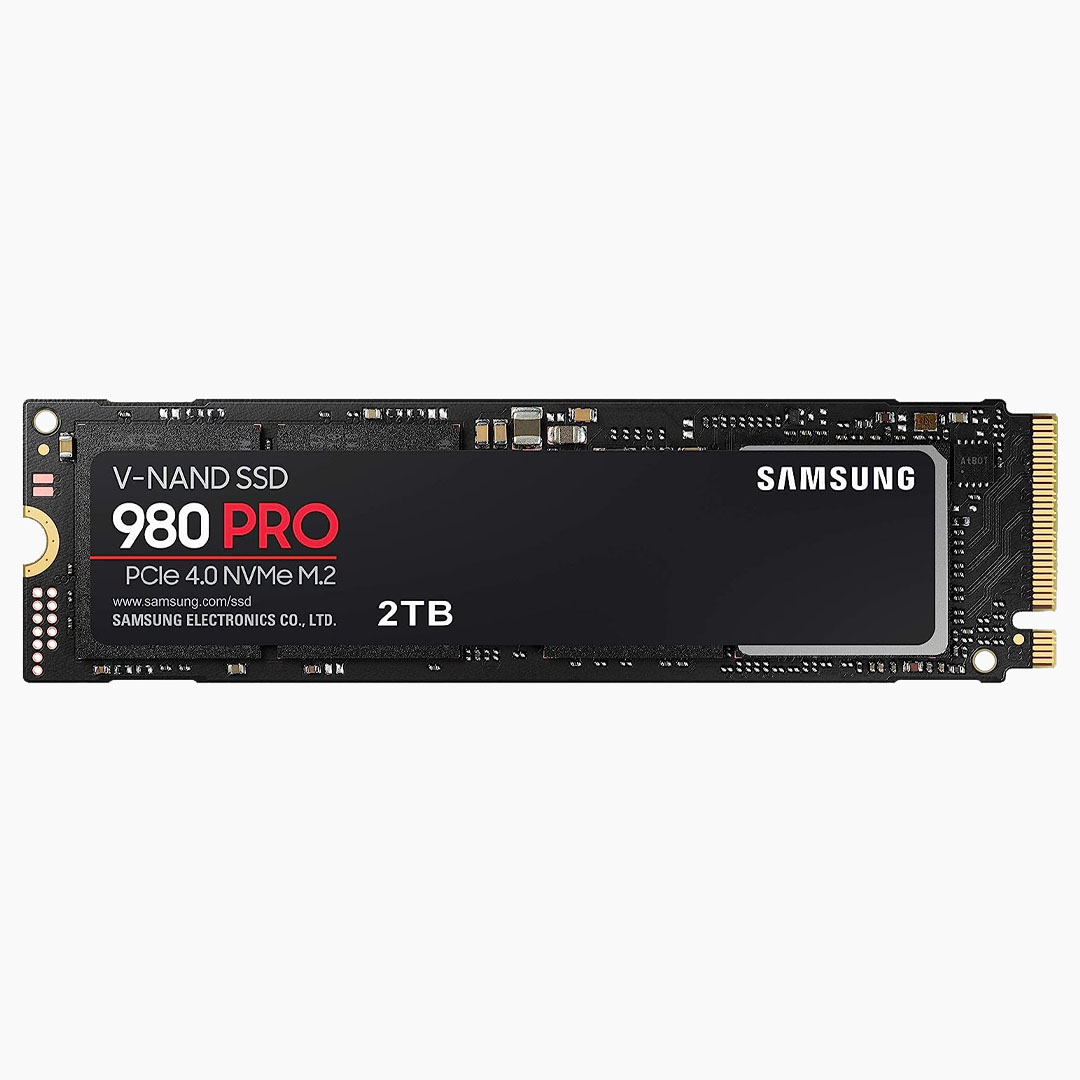 V-NAND SSD
SAMSUNG
980 PRO
PCIe 4.0 NVMe M.2
www.samsung.com/ssd
SAMSUNG ELECTRONICS CO., LTD.
2TB